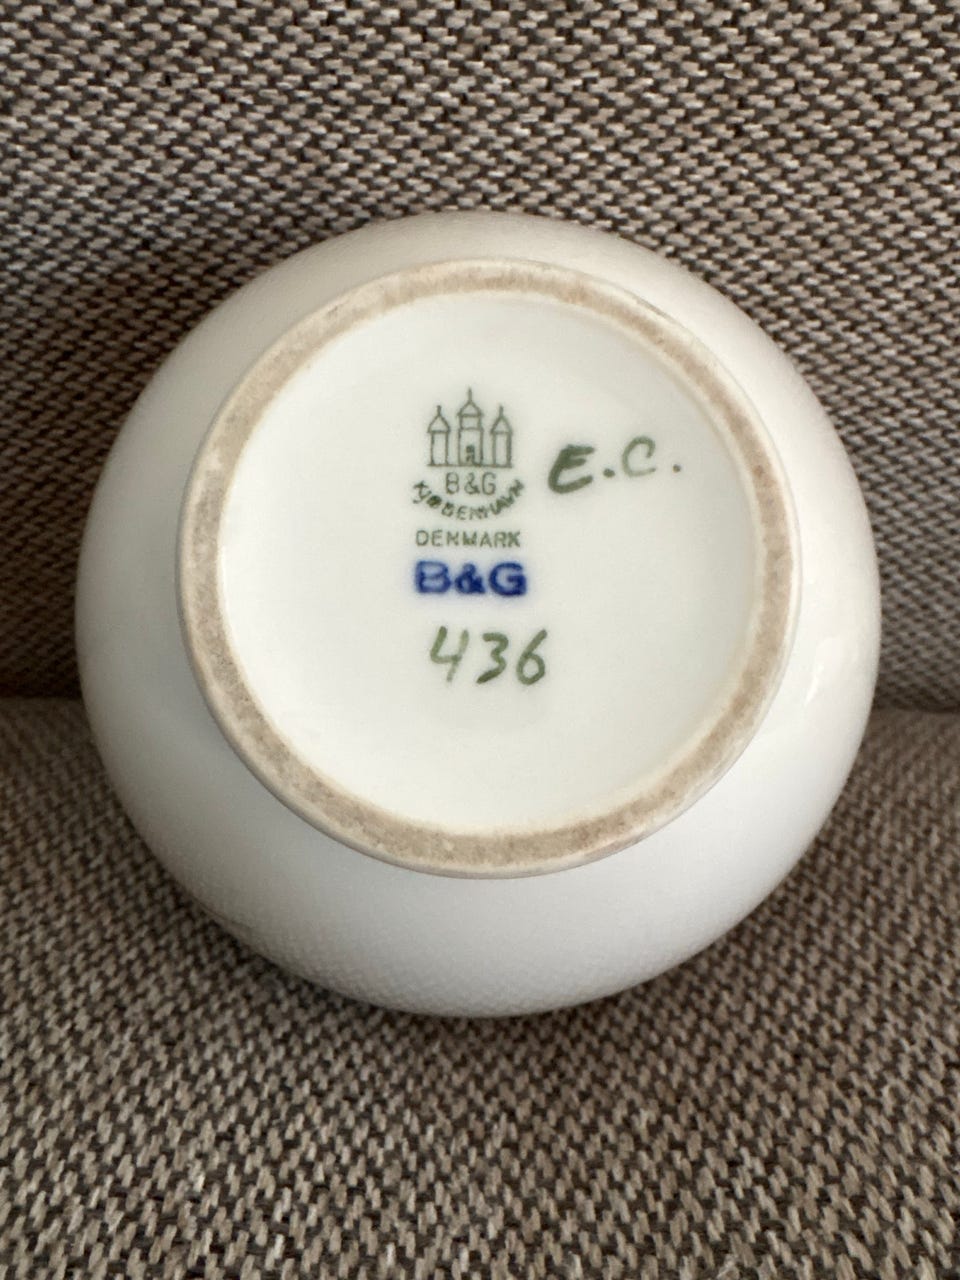 B&G
KJØBENHAVN
E.C.
DENMARK
B&G
436